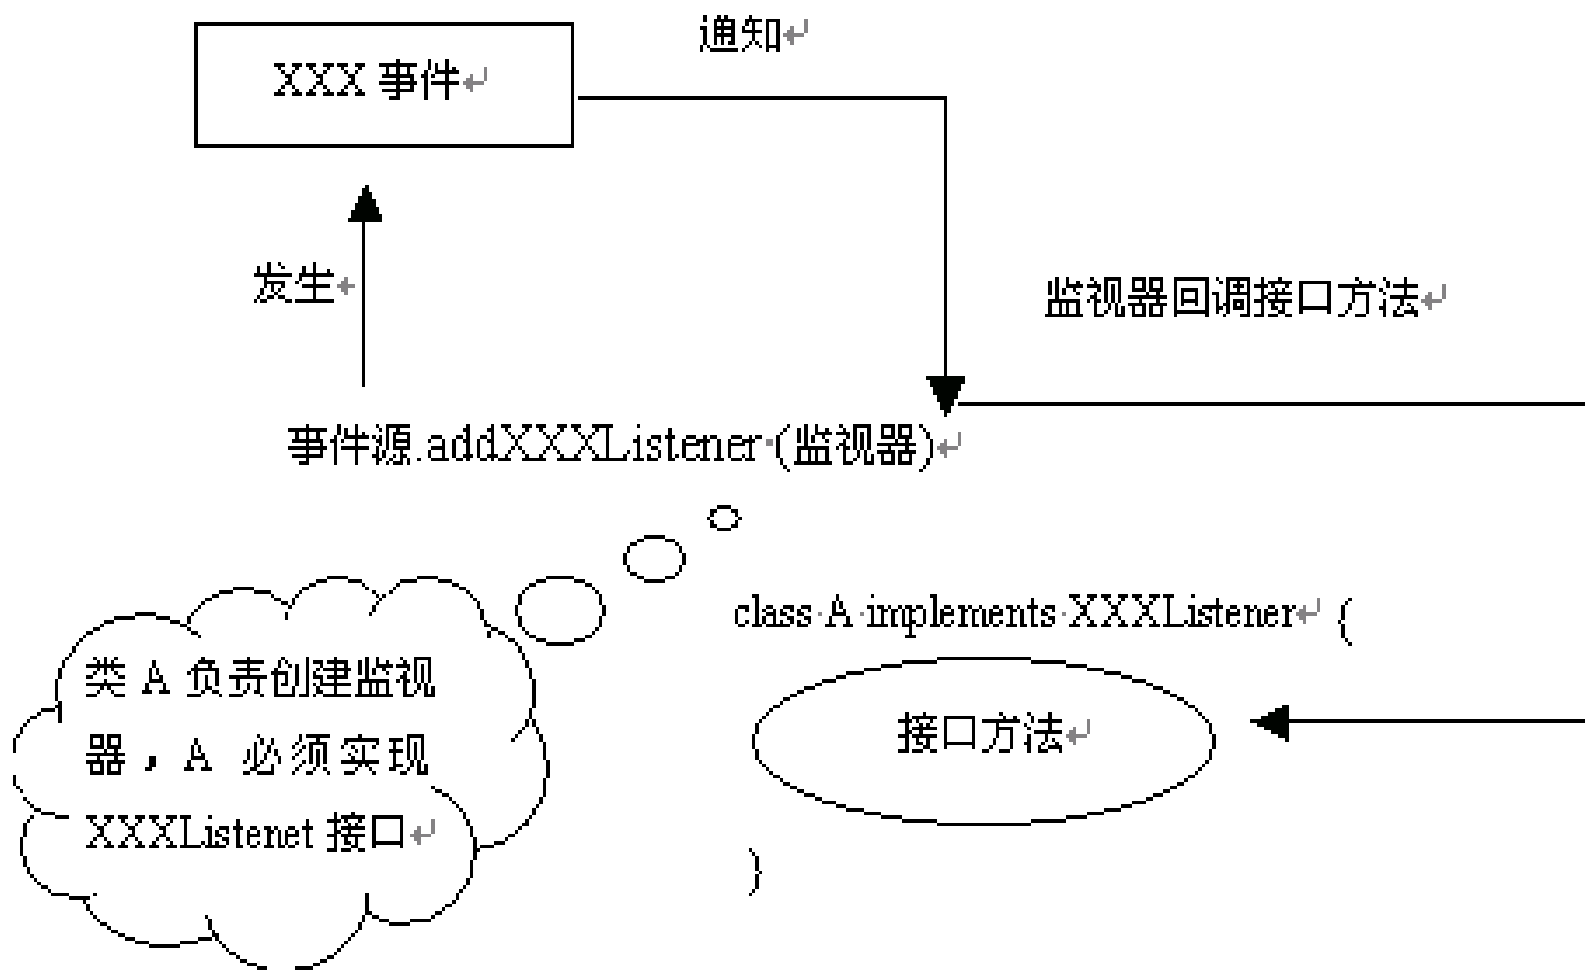 通知
XXX 事件
发生
监视器回调接口方法
事件源.addXXXListener (监视器)
class A implements XXXListener {
类 A 负责创建监视
器，A 必须实现
XXXListenet 接口
接口方法
}